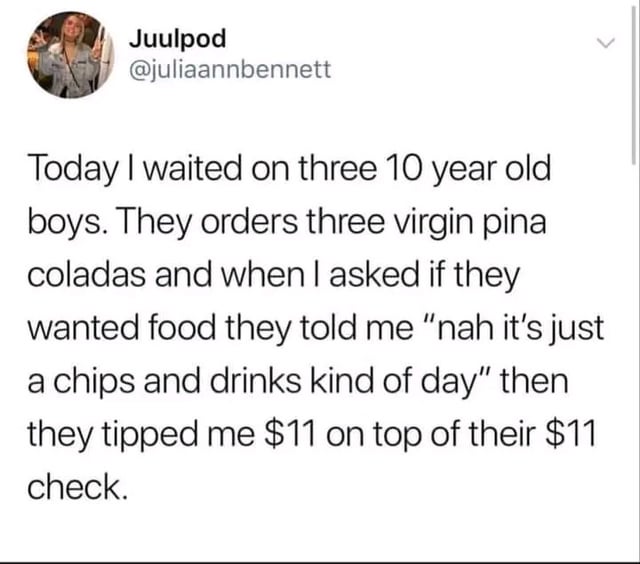 Juulpod
@juliaannbennett
Today I waited on three 10 year old
boys. They orders three virgin pina
coladas and when I asked if they
wanted food they told me "nah it's just
a chips and drinks kind of day" then
they tipped me $11 on top of their $11
check.